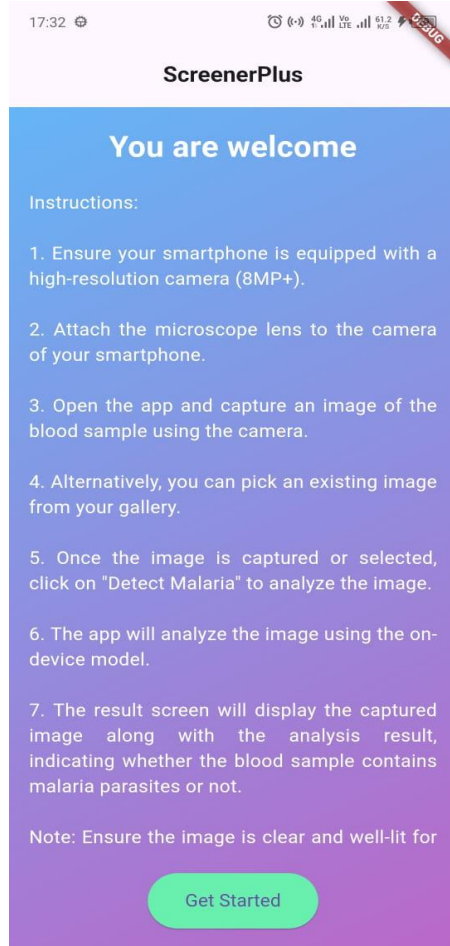 17:32
4G
Vo
LTE
61.2
K/S
DEBUG
ScreenerPlus
You are welcome
Instructions:
1. Ensure your smartphone is equipped with a
high-resolution camera (8MP+).
2. Attach the microscope lens to the camera
of your smartphone.
3. Open the app and capture an image of the
blood sample using the camera.
4. Alternatively, you can pick an existing image
from your gallery.
5. Once the image is captured or selected,
click on "Detect Malaria" to analyze the image.
6. The app will analyze the image using the on-
device model.
7. The result screen will display the captured
image along with the analysis result,
indicating whether the blood sample contains
malaria parasites or not.
Note: Ensure the image is clear and well-lit for
Get Started